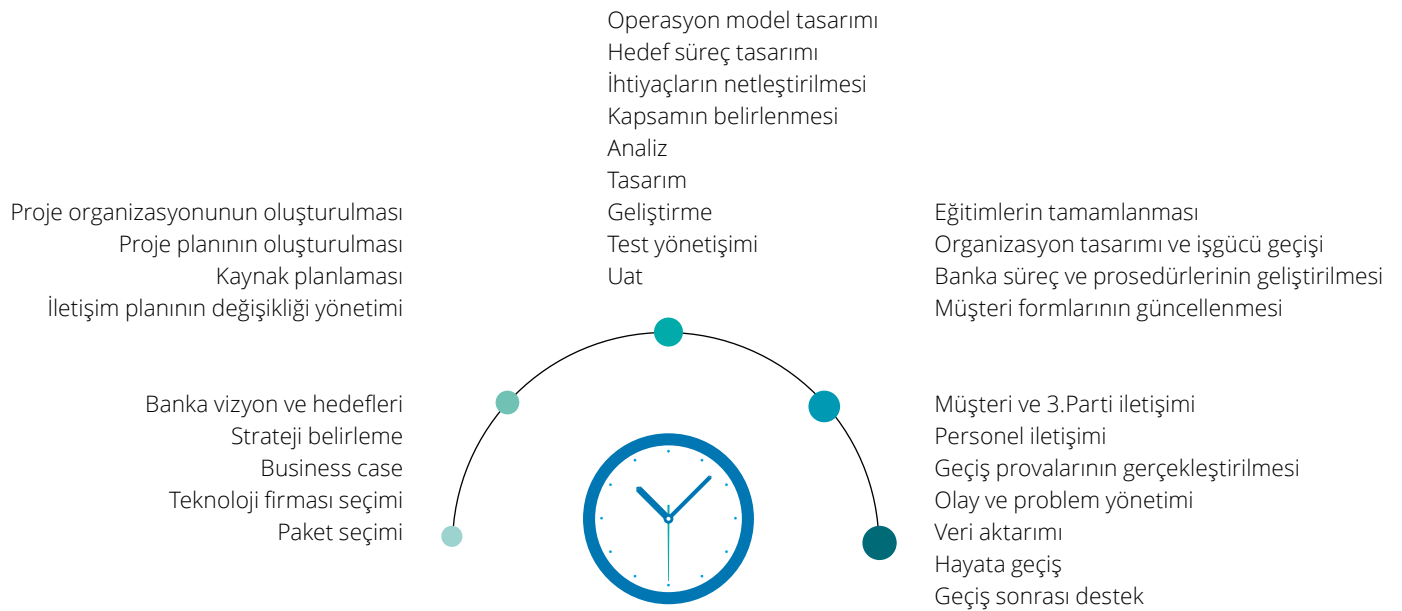 Operasyon model tasarımı
Hedef süreç tasarımı
İhtiyaçların netleştirilmesi
Kapsamın belirlenmesi
Analiz
Tasarım
Geliştirme
Test yönetişimi
Uat
Proje organizasyonunun oluşturulması
Proje planının oluşturulması
Kaynak planlaması
İletişim planının değişikliği yönetimi
Eğitimlerin tamamlanması
Organizasyon tasarımı ve işgücü geçişi
Banka süreç ve prosedürlerinin geliştirilmesi
Müşteri formlarının güncellenmesi
Banka vizyon ve hedefleri
Strateji belirleme
Business case
Teknoloji firması seçimi
Paket seçimi
Müşteri ve 3.Parti iletişimi
Personel iletişimi
Geçiş provalarının gerçekleştirilmesi
Olay ve problem yönetimi
Veri aktarımı
Hayata geçiş
Geçiş sonrası destek